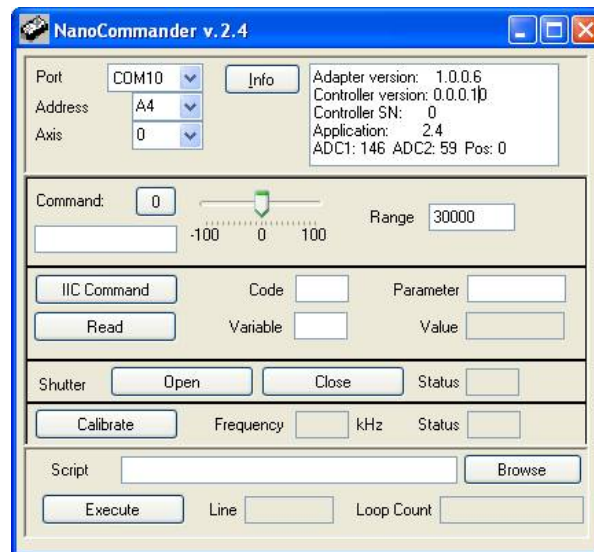 NanoCommander v.2.4
Port COM10 Info
Address A4
Axis 0
Adapter version: 1.0.0.6
Controller version: 0.0.0.10
Controller SN: 0
Application: 2.4
ADC1: 146 ADC2: 59 Pos: 0
Command: 0
-100 0 100
Range 30000
IIC Command Code Parameter
Read Variable Value
Shutter Open Close Status
Calibrate Frequency kHz Status
Script Browse
Execute Line Loop Count